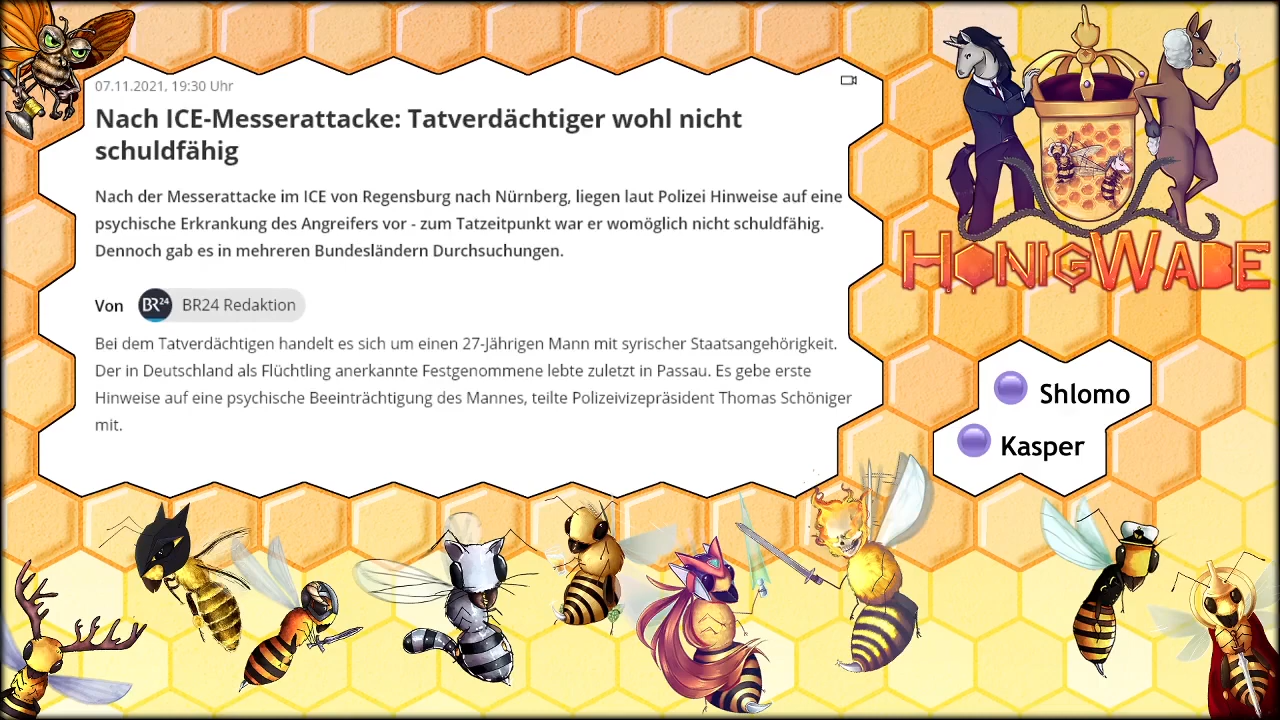 07.11.2021, 19:30 Uhr
Nach ICE-Messerattacke: Tatverdächtiger wohl nicht
schuldfähig
Nach der Messerattacke im ICE von Regensburg nach Nürnberg, liegen laut Polizei Hinweise auf eine
psychische Erkrankung des Angreifers vor - zum Tatzeitpunkt war er womöglich nicht schuldfähig.
Dennoch gab es in mehreren Bundesländern Durchsuchungen.
Von BR24 BR24 Redaktion
Bei dem Tatverdächtigen handelt es sich um einen 27-Jährigen Mann mit syrischer Staatsangehörigkeit.
Der in Deutschland als Flüchtling anerkannte Festgenommene lebte zuletzt in Passau. Es gebe erste
Hinweise auf eine psychische Beeinträchtigung des Mannes, teilte Polizeivizepräsident Thomas Schöniger
mit.
HONIGWABE
Shlomo
Kasper